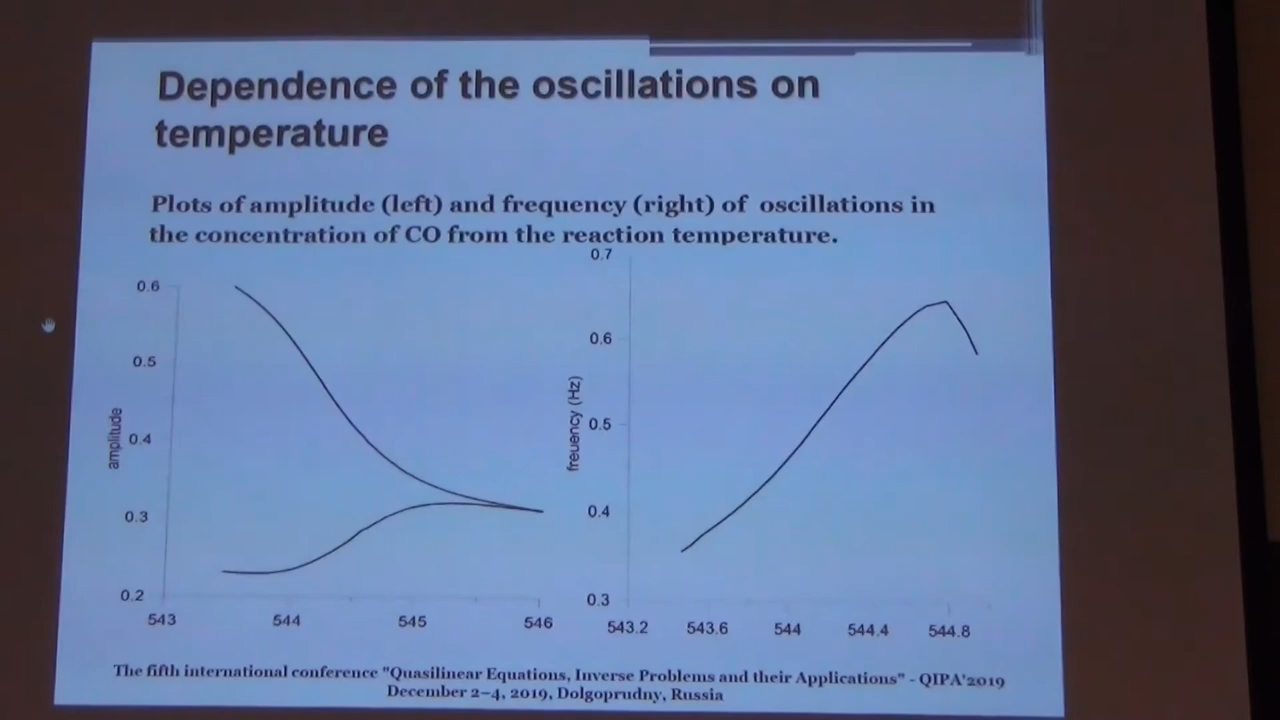 Dependence of the oscillations on
temperature
Plots of amplitude (left) and frequency (right) of oscillations in
the concentration of CO from the reaction temperature.
0.6
0.5
0.4
0.3
0.2
amplitude
543
544
545
546
0.7
0.6
0.5
0.4
0.3
freuency (Hz)
543.2
543.6
544
544.4
544.8
The fifth international conference "Quasilinear Equations, Inverse Problems and their Applications" - QIPA'2019
December 2–4, 2019, Dolgoprudny, Russia